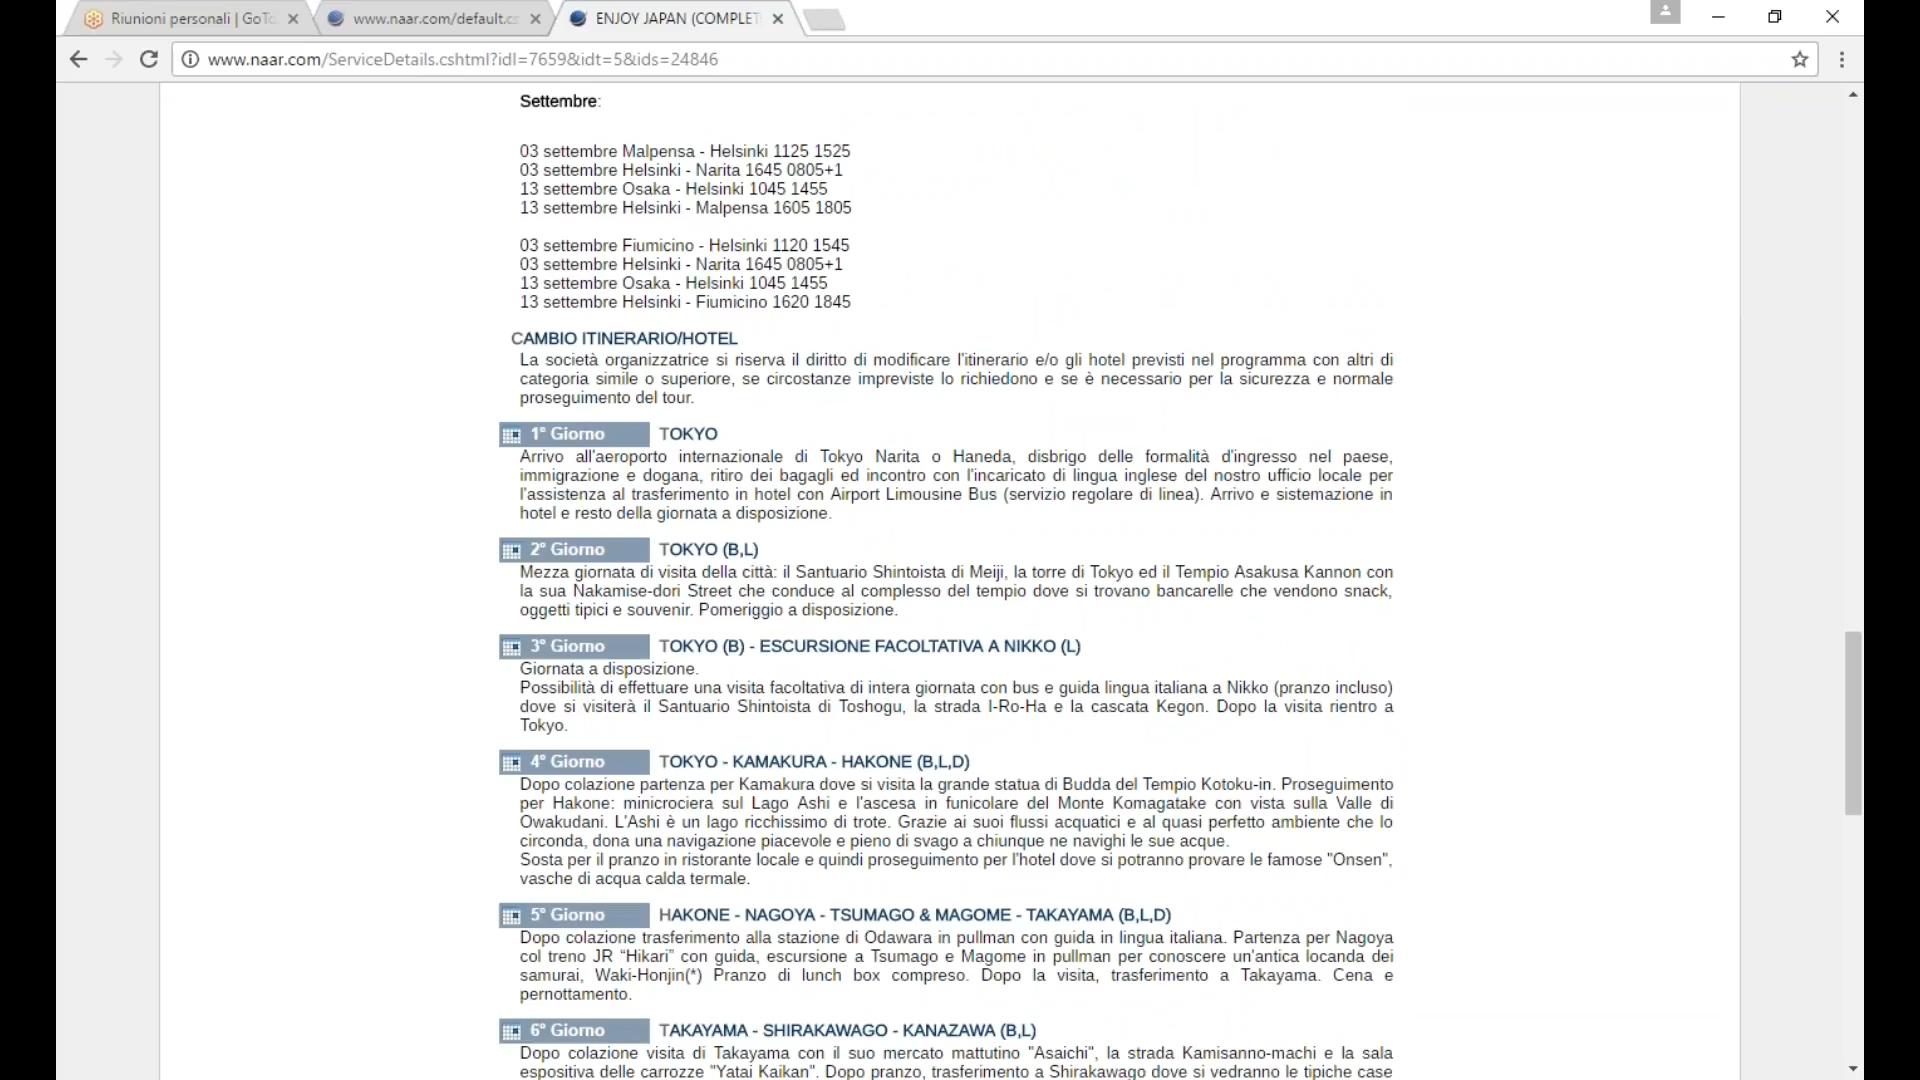 Riunioni personali | GoTo
www.naar.com/default.cs
ENJOY JAPAN (COMPLET
www.naar.com/ServiceDetails.cshtml?idl=7659&idt=5&ids=24846
Settembre:
03 settembre Malpensa - Helsinki 1125 1525
03 settembre Helsinki - Narita 1645 0805+1
13 settembre Osaka - Helsinki 1045 1455
13 settembre Helsinki - Malpensa 1605 1805
03 settembre Fiumicino - Helsinki 1120 1545
03 settembre Helsinki - Narita 1645 0805+1
13 settembre Osaka - Helsinki 1045 1455
13 settembre Helsinki - Fiumicino 1620 1845
CAMBIO ITINERARIO/HOTEL
La società organizzatrice si riserva il diritto di modificare l'itinerario e/o gli hotel previsti nel programma con altri di
categoria simile o superiore, se circostanze impreviste lo richiedono e se è necessario per la sicurezza e normale
proseguimento del tour.
1° Giorno TOKYO
Arrivo all'aeroporto internazionale di Tokyo Narita o Haneda, disbrigo delle formalità d'ingresso nel paese,
immigrazione e dogana, ritiro dei bagagli ed incontro con l'incaricato di lingua inglese del nostro ufficio locale per
l'assistenza al trasferimento in hotel con Airport Limousine Bus (servizio regolare di linea). Arrivo e sistemazione in
hotel e resto della giornata a disposizione.
2° Giorno TOKYO (B,L)
Mezza giornata di visita della città: il Santuario Shintoista di Meiji, la torre di Tokyo ed il Tempio Asakusa Kannon con
la sua Nakamise-dori Street che conduce al complesso del tempio dove si trovano bancarelle che vendono snack,
oggetti tipici e souvenir. Pomeriggio a disposizione.
3° Giorno TOKYO (B) - ESCURSIONE FACOLTATIVA A NIKKO (L)
Giornata a disposizione.
Possibilità di effettuare una visita facoltativa di intera giornata con bus e guida lingua italiana a Nikko (pranzo incluso)
dove si visiterà il Santuario Shintoista di Toshogu, la strada I-Ro-Ha e la cascata Kegon. Dopo la visita rientro a
Tokyo.
4° Giorno TOKYO - KAMAKURA - HAKONE (B,L,D)
Dopo colazione partenza per Kamakura dove si visita la grande statua di Budda del Tempio Kotoku-in. Proseguimento
per Hakone: minicrociera sul Lago Ashi e l'ascesa in funicolare del Monte Komagatake con vista sulla Valle di
Owakudani. L'Ashi è un lago ricchissimo di trote. Grazie ai suoi flussi acquatici e al quasi perfetto ambiente che lo
circonda, dona una navigazione piacevole e pieno di svago a chiunque ne navighi le sue acque.
Sosta per il pranzo in ristorante locale e quindi proseguimento per l'hotel dove si potranno provare le famose "Onsen",
vasche di acqua calda termale.
5° Giorno HAKONE - NAGOYA - TSUMAGO & MAGOME - TAKAYAMA (B,L,D)
Dopo colazione trasferimento alla stazione di Odawara in pullman con guida in lingua italiana. Partenza per Nagoya
col treno JR “Hikari” con guida, escursione a Tsumago e Magome in pullman per conoscere un'antica locanda dei
samurai, Waki-Honjin(*) Pranzo di lunch box compreso. Dopo la visita, trasferimento a Takayama. Cena e
pernottamento.
6° Giorno TAKAYAMA - SHIRAKAWAGO - KANAZAWA (B,L)
Dopo colazione visita di Takayama con il suo mercato mattutino "Asaichi", la strada Kamisanno-machi e la sala
espositiva delle carrozze "Yatai Kaikan". Dopo pranzo, trasferimento a Shirakawago dove si vedranno le tipiche case